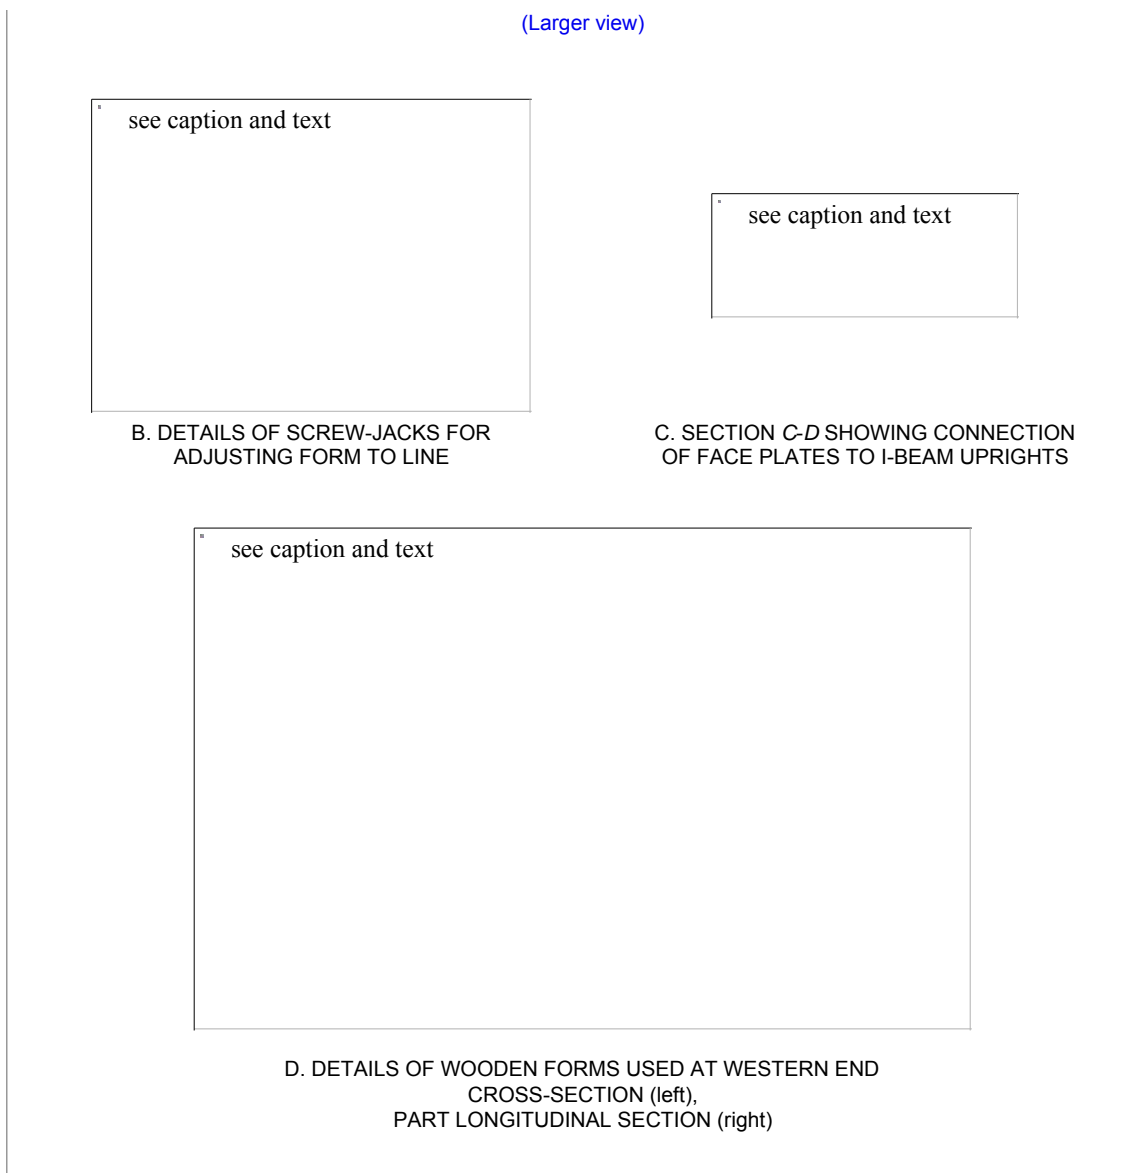 (Larger view)
see caption and text
see caption and text
B. DETAILS OF SCREW-JACKS FOR
ADJUSTING FORM TO LINE
C. SECTION C-D SHOWING CONNECTION
OF FACE PLATES TO I-BEAM UPRIGHTS
see caption and text
D. DETAILS OF WOODEN FORMS USED AT WESTERN END
CROSS-SECTION (left),
PART LONGITUDINAL SECTION (right)